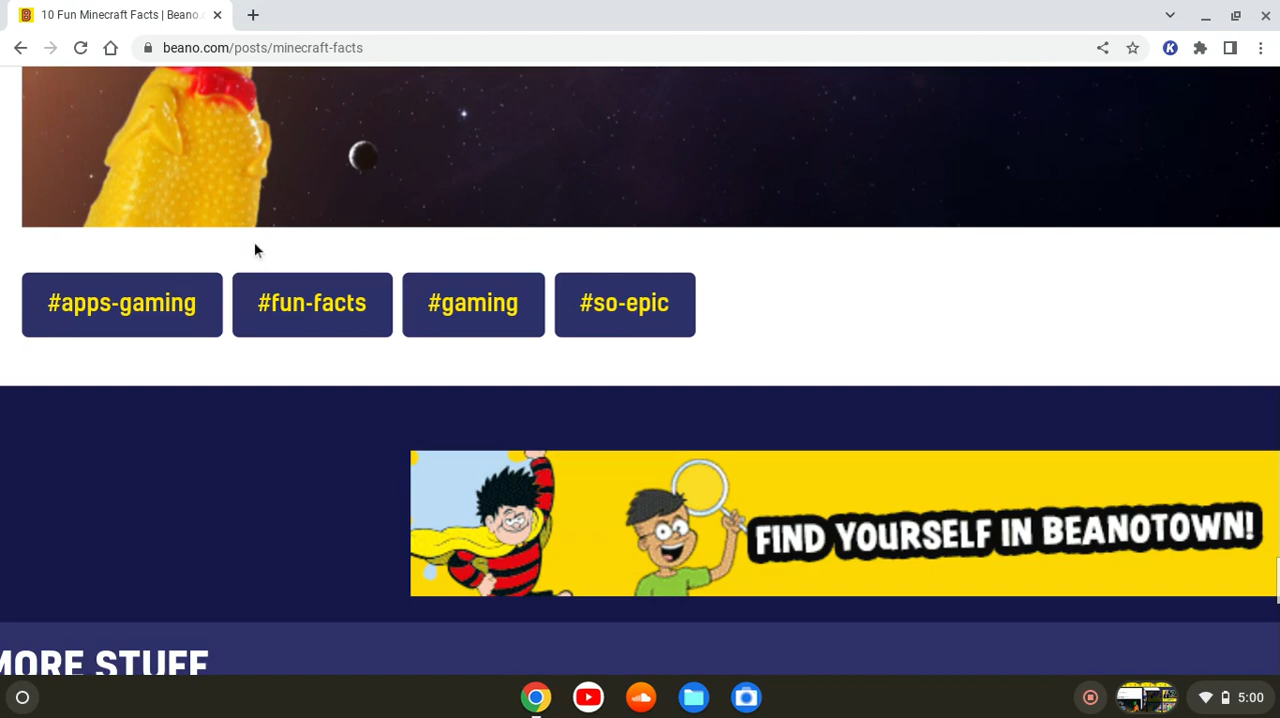 10 Fun Minecraft Facts | Beano.c
beano.com/posts/minecraft-facts
#apps-gaming
#fun-facts
#gaming
#so-epic
FIND YOURSELF IN BEANOTOWN!
MORE STUFF
5:00